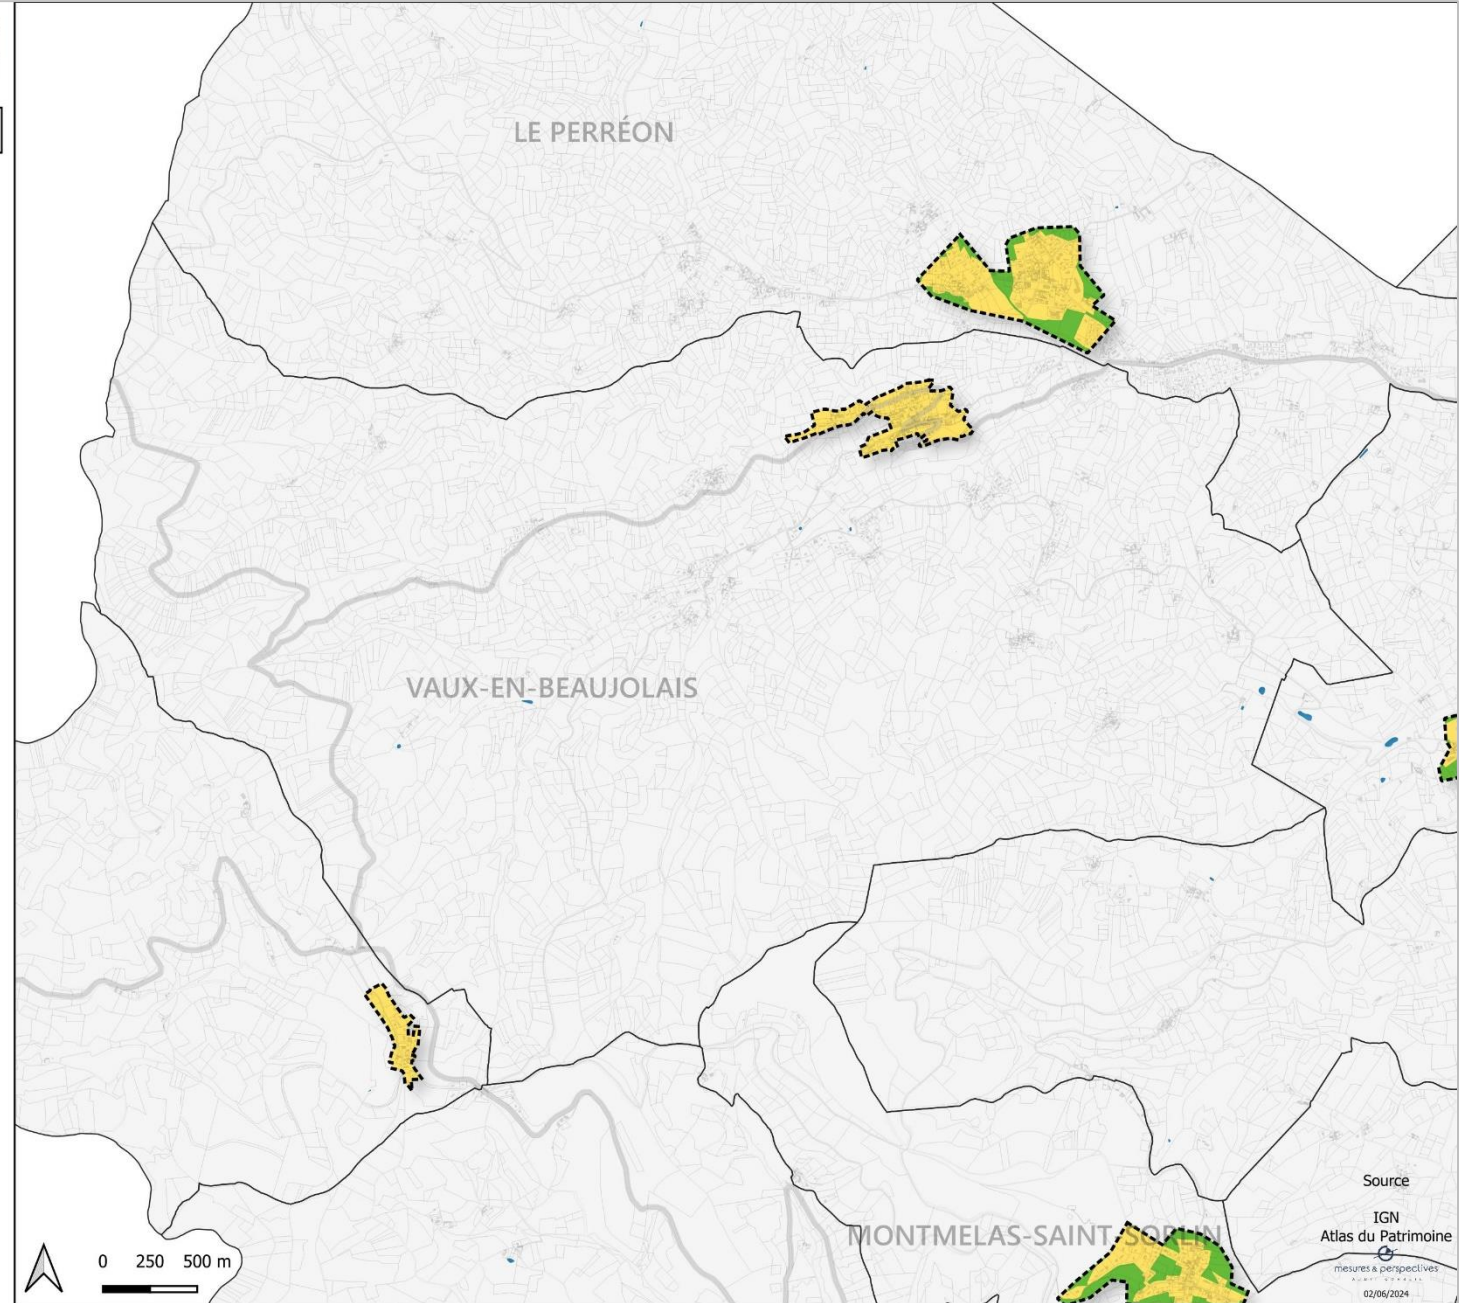 LE PERRÉON
VAUX-EN-BEAUJOLAIS
MONTMELAS-SAINT-SORLIN
Source
IGN
Atlas du Patrimoine
mesures & perspectives
02/06/2024
0 250 500 m